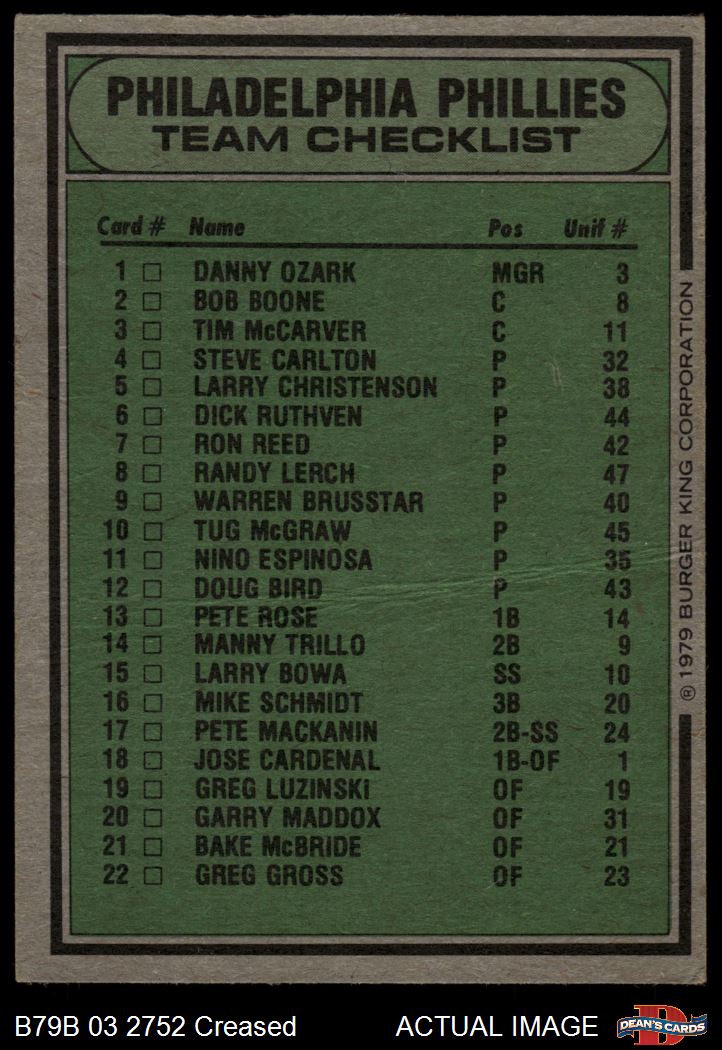 PHILADELPHIA PHILLIES
TEAM CHECKLIST
Card # Name Pos Unif #
1 □ DANNY OZARK MGR 3
2 □ BOB BOONE C 8
3 □ TIM McCARVER C 11
4 □ STEVE CARLTON P 32
5 □ LARRY CHRISTENSON P 38
6 □ DICK RUTHVEN P 44
7 □ RON REED P 42
8 □ RANDY LERCH P 47
9 □ WARREN BRUSSTAR P 40
10 □ TUG McGRAW P 45
11 □ NINO ESPINOSA P 35
12 □ DOUG BIRD P 43
13 □ PETE ROSE 1B 14
14 □ MANNY TRILLO 2B 9
15 □ LARRY BOWA SS 10
16 □ MIKE SCHMIDT 3B 20
17 □ PETE MACKANIN 2B-SS 24
18 □ JOSE CARDENAL 1B-OF 1
19 □ GREG LUZINSKI OF 19
20 □ GARRY MADDOX OF 31
21 □ BAKE McBRIDE OF 21
22 □ GREG GROSS OF 23
® 1979 BURGER KING CORPORATION
B79B 03 2752 Creased ACTUAL IMAGE
D
DEAN'S CARDS